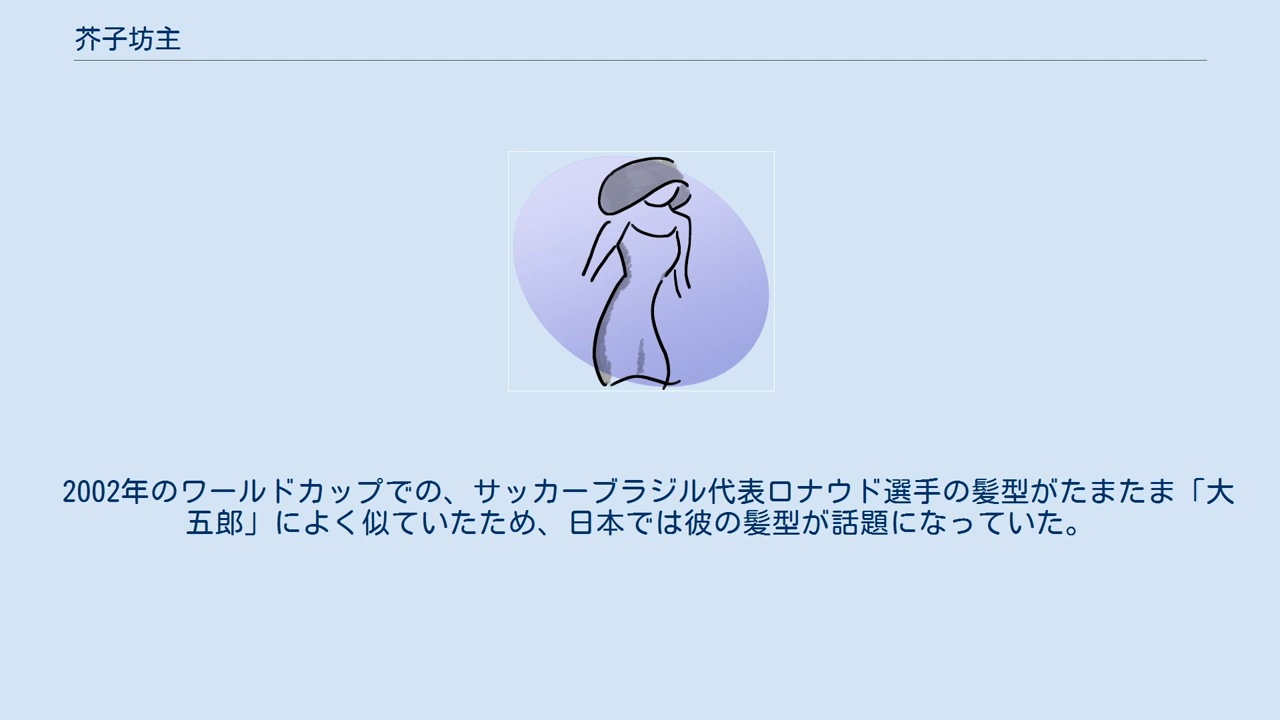 芥子坊主
2002年のワールドカップでの、サッカーブラジル代表ロナウド選手の髪型がたまたま「大
五郎」によく似ていたため、日本では彼の髪型が話題になっていた。